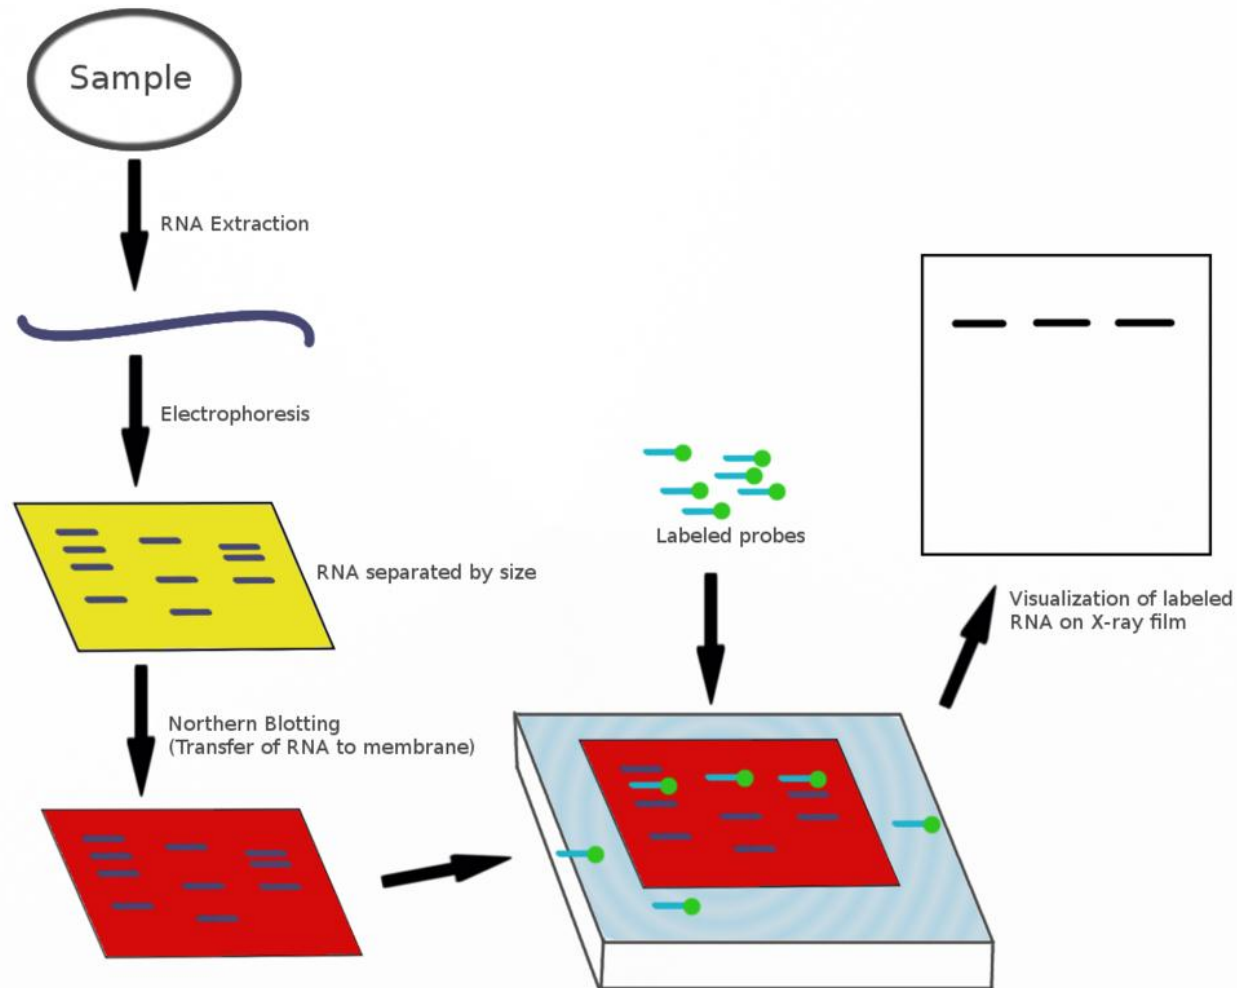 Sample
RNA Extraction
Electrophoresis
RNA separated by size
Northern Blotting
(Transfer of RNA to membrane)
Labeled probes
Visualization of labeled
RNA on X-ray film